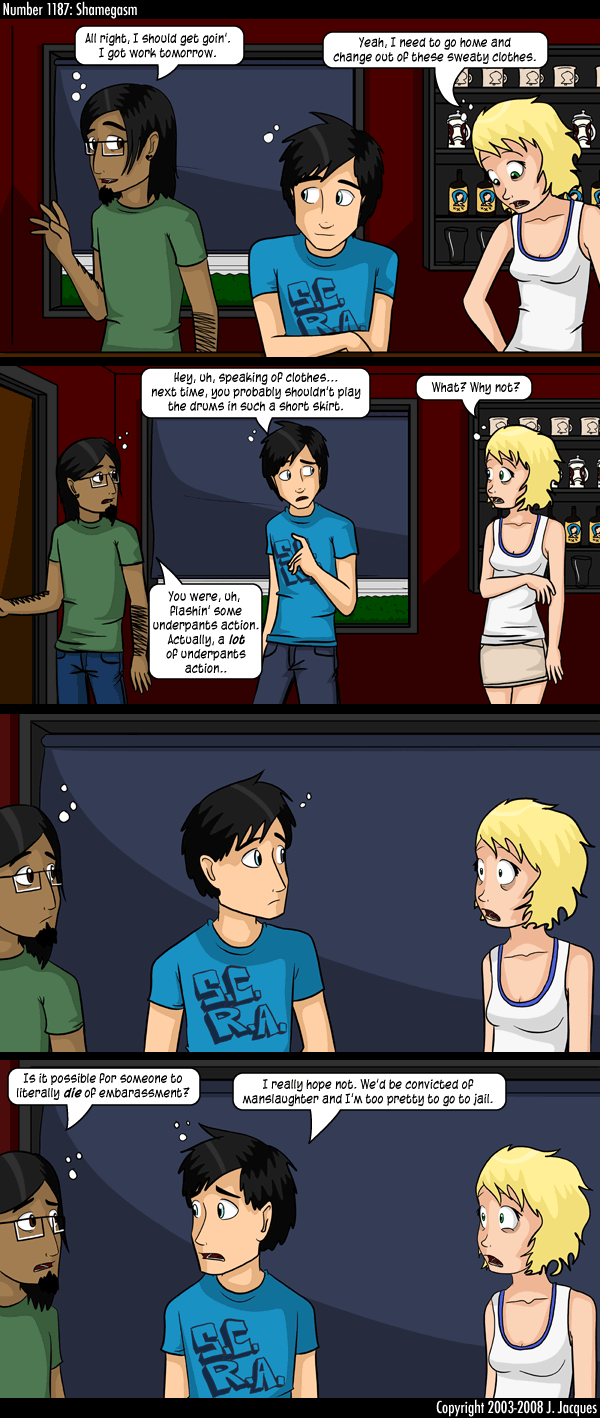 Number 1187: Shamegasm
All right, I should get goin'.
I got work tomorrow.
Yeah, I need to go home and
change out of these sweaty clothes.
S.C.
R.A.
Hey, uh, speaking of clothes...
next time, you probably shouldn't play
the drums in such a short skirt.
What? Why not?
You were, uh,
flashin' some
underpants action.
Actually, a lot
of underpants
action..
S.C.
R.A.
Is it possible for someone to
literally die of embarassment?
I really hope not. We'd be convicted of
manslaughter and I'm too pretty to go to jail.
S.C.
R.A.
Copyright 2003-2008 J. Jacques